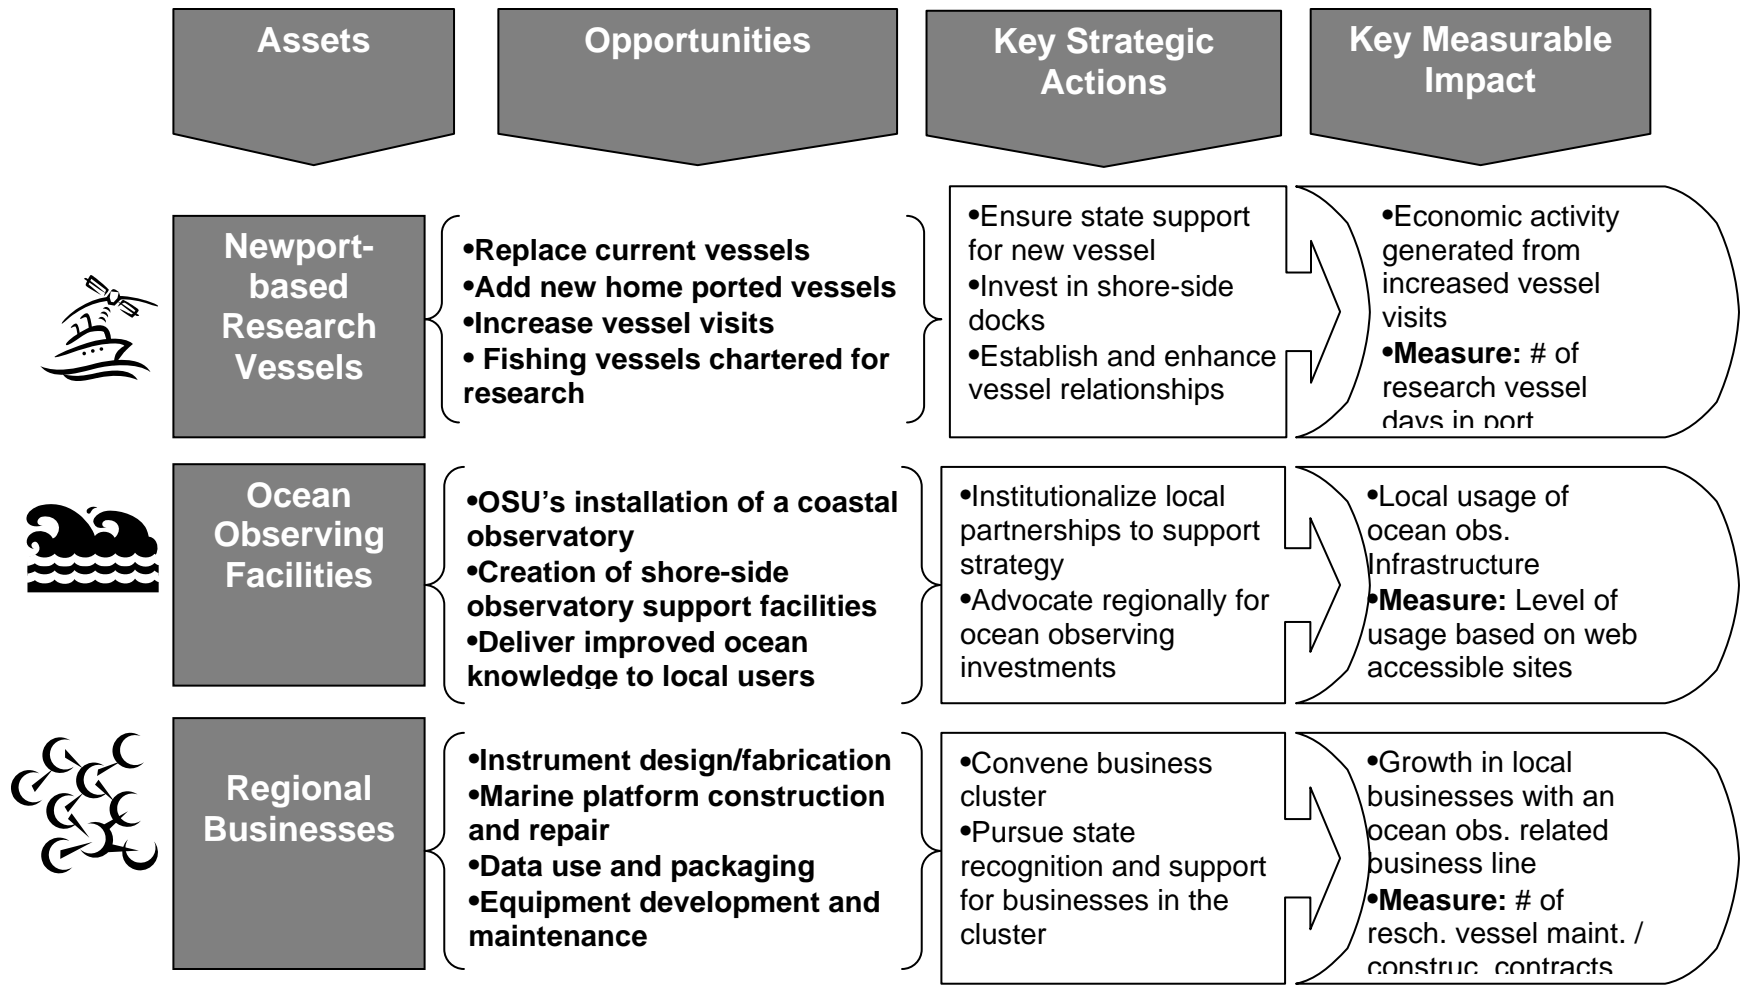 Assets
Opportunities
Key Strategic
Actions
Key Measurable
Impact
Newport-
based
Research
Vessels
•Replace current vessels
•Add new home ported vessels
•Increase vessel visits
• Fishing vessels chartered for
research
•Ensure state support
for new vessel
•Invest in shore-side
docks
•Establish and enhance
vessel relationships
•Economic activity
generated from
increased vessel
visits
•Measure: # of
research vessel
days in port
Ocean
Observing
Facilities
•OSU’s installation of a coastal
observatory
•Creation of shore-side
observatory support facilities
•Deliver improved ocean
knowledge to local users
•Institutionalize local
partnerships to support
strategy
•Advocate regionally for
ocean observing
investments
•Local usage of
ocean obs.
Infrastructure
•Measure: Level of
usage based on web
accessible sites
Regional
Businesses
•Instrument design/fabrication
•Marine platform construction
and repair
•Data use and packaging
•Equipment development and
maintenance
•Convene business
cluster
•Pursue state
recognition and support
for businesses in the
cluster
•Growth in local
businesses with an
ocean obs. related
business line
•Measure: # of
resch. vessel maint. /
construc. contracts